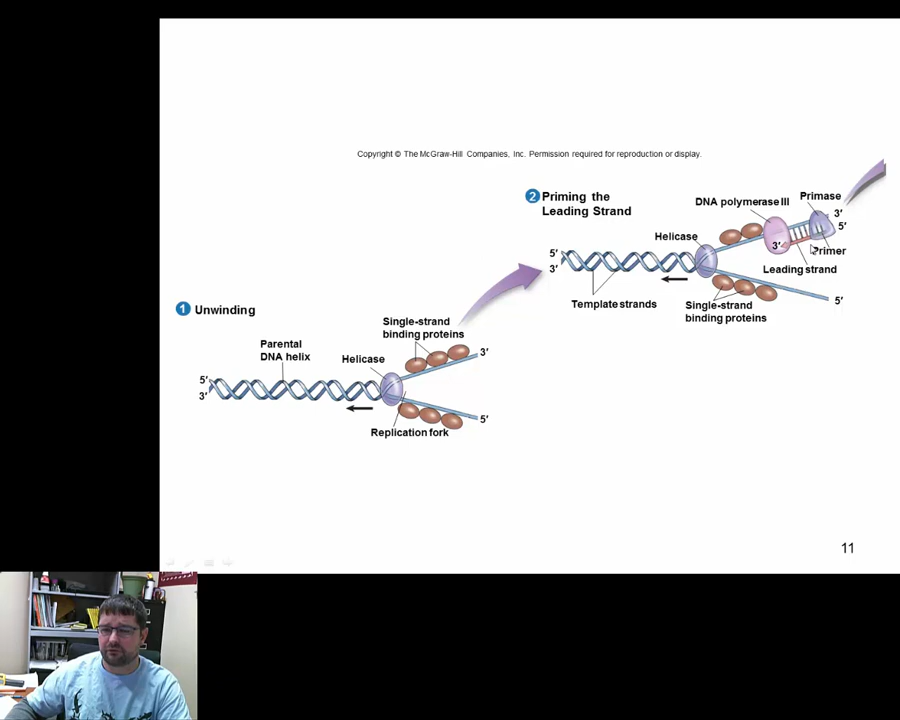 Copyright © The McGraw-Hill Companies, Inc. Permission required for reproduction or display.
1 Unwinding
Parental
DNA helix
Helicase
Single-strand
binding proteins
5′
3′
3′
5′
Replication fork
2 Priming the
Leading Strand
DNA polymerase III
Primase
Helicase
5′
3′
3′
5′
3′
Primer
Leading strand
Template strands
Single-strand
binding proteins
5′
11